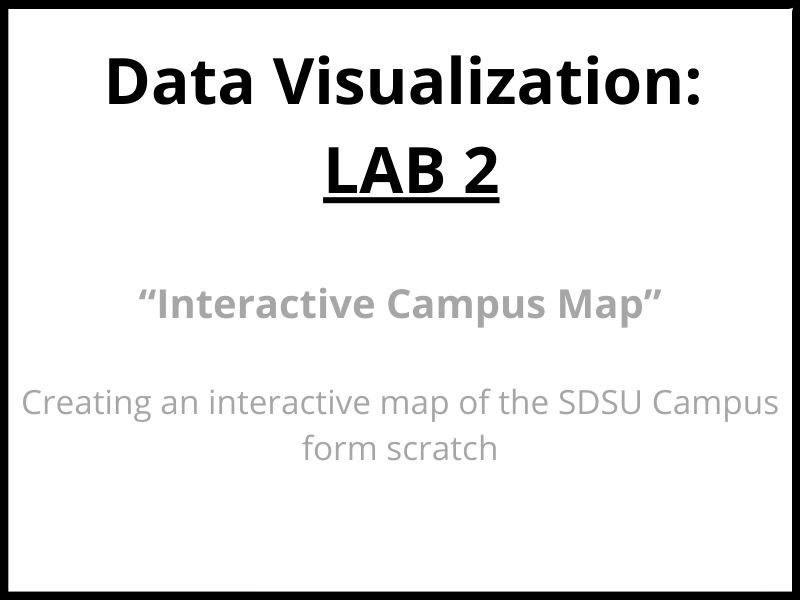 Data Visualization:
LAB 2
“Interactive Campus Map”
Creating an interactive map of the SDSU Campus
form scratch